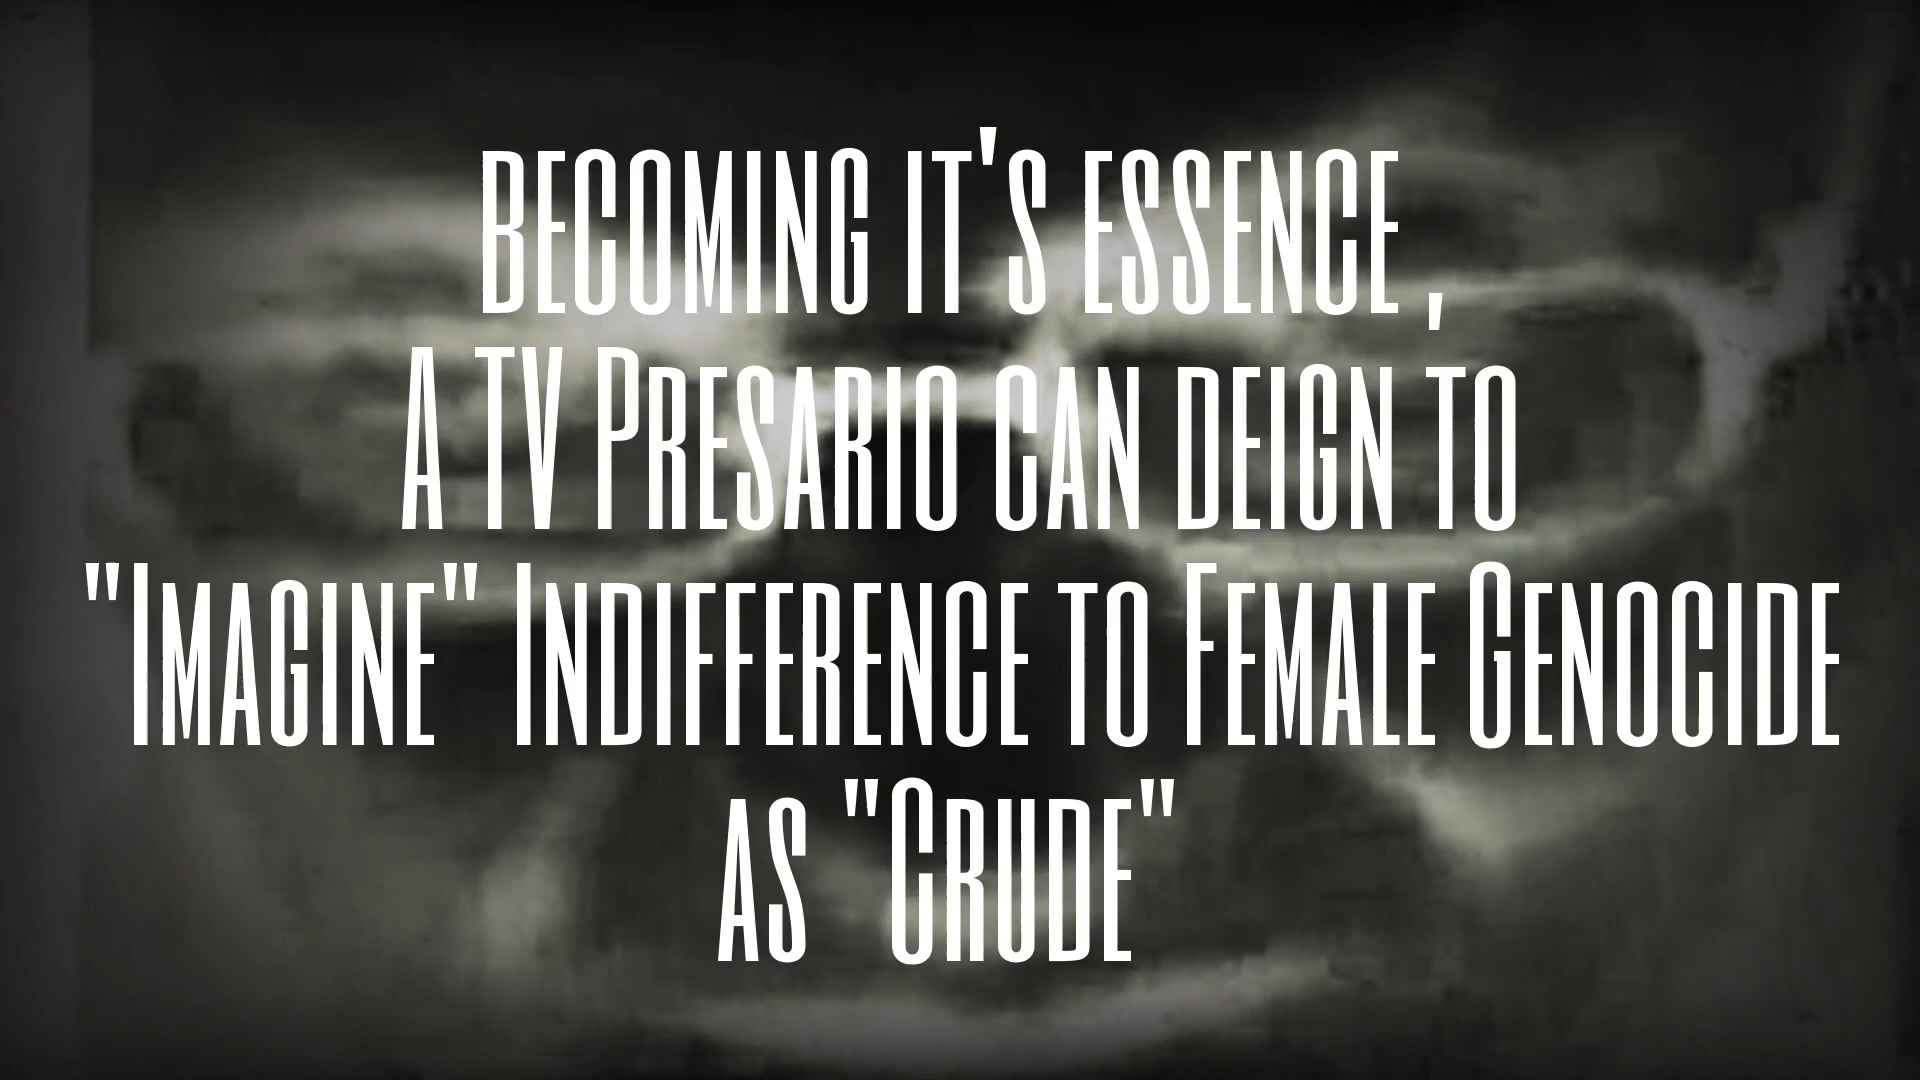 BECOMING IT'S ESSENCE ,
A TV PRESARIO CAN DEIGN TO
"IMAGINE" INDIFFERENCE TO FEMALE GENOCIDE
AS "CRUDE"